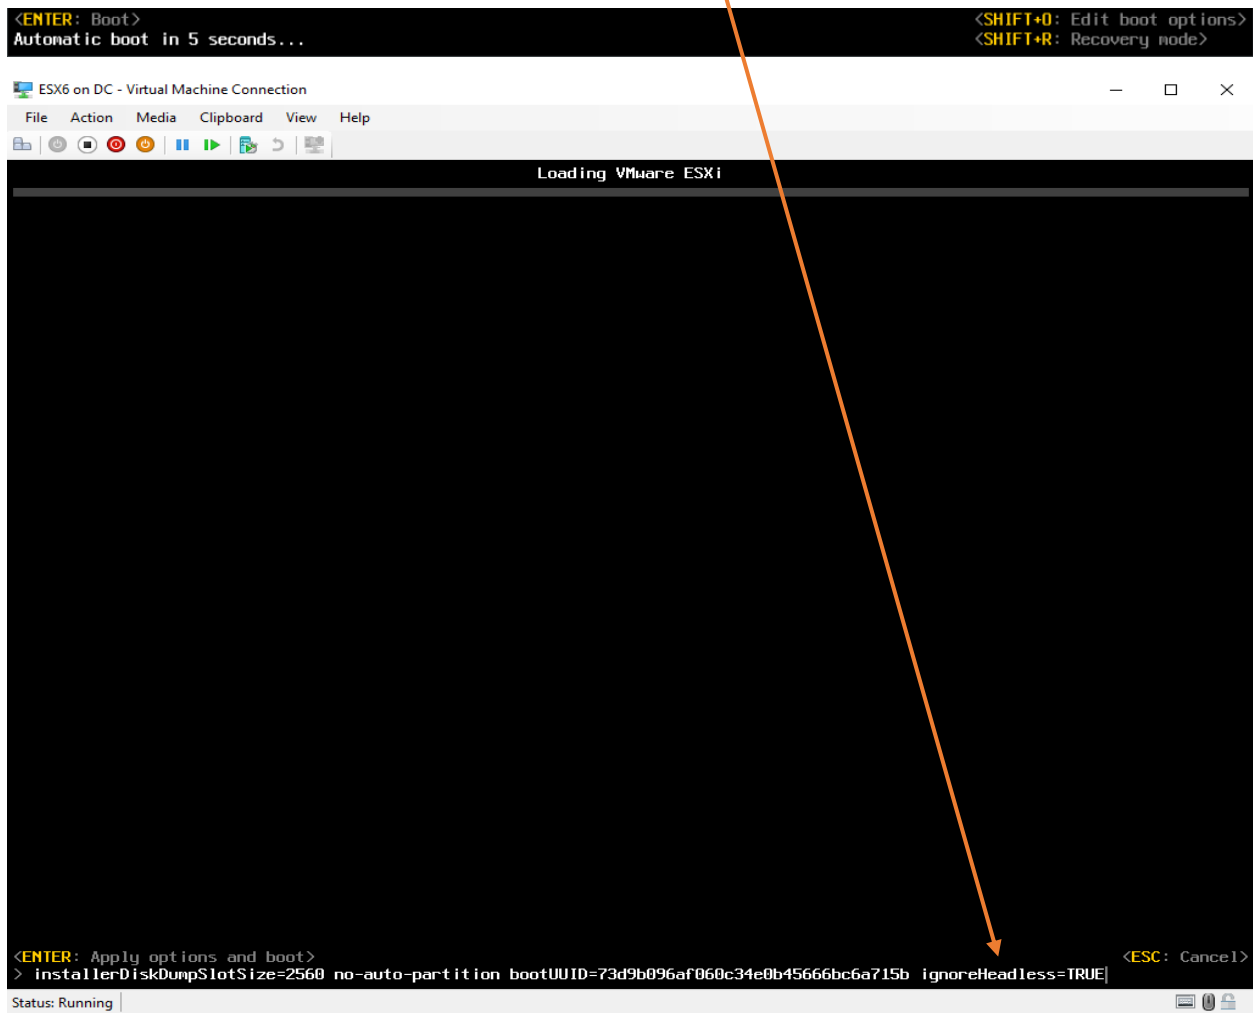 <ENTER: Boot> <SHIFT+O: Edit boot options>
Automatic boot in 5 seconds... <SHIFT+R: Recovery mode>
ESX6 on DC - Virtual Machine Connection
File Action Media Clipboard View Help
Loading VMware ESXi
<ENTER: Apply options and boot> <ESC: Cancel>
> installerDiskDumpSlotSize=2560 no-auto-partition bootUUID=73d9b096af060c34e0b45666bc6a715b ignoreHeadless=TRUE
Status: Running